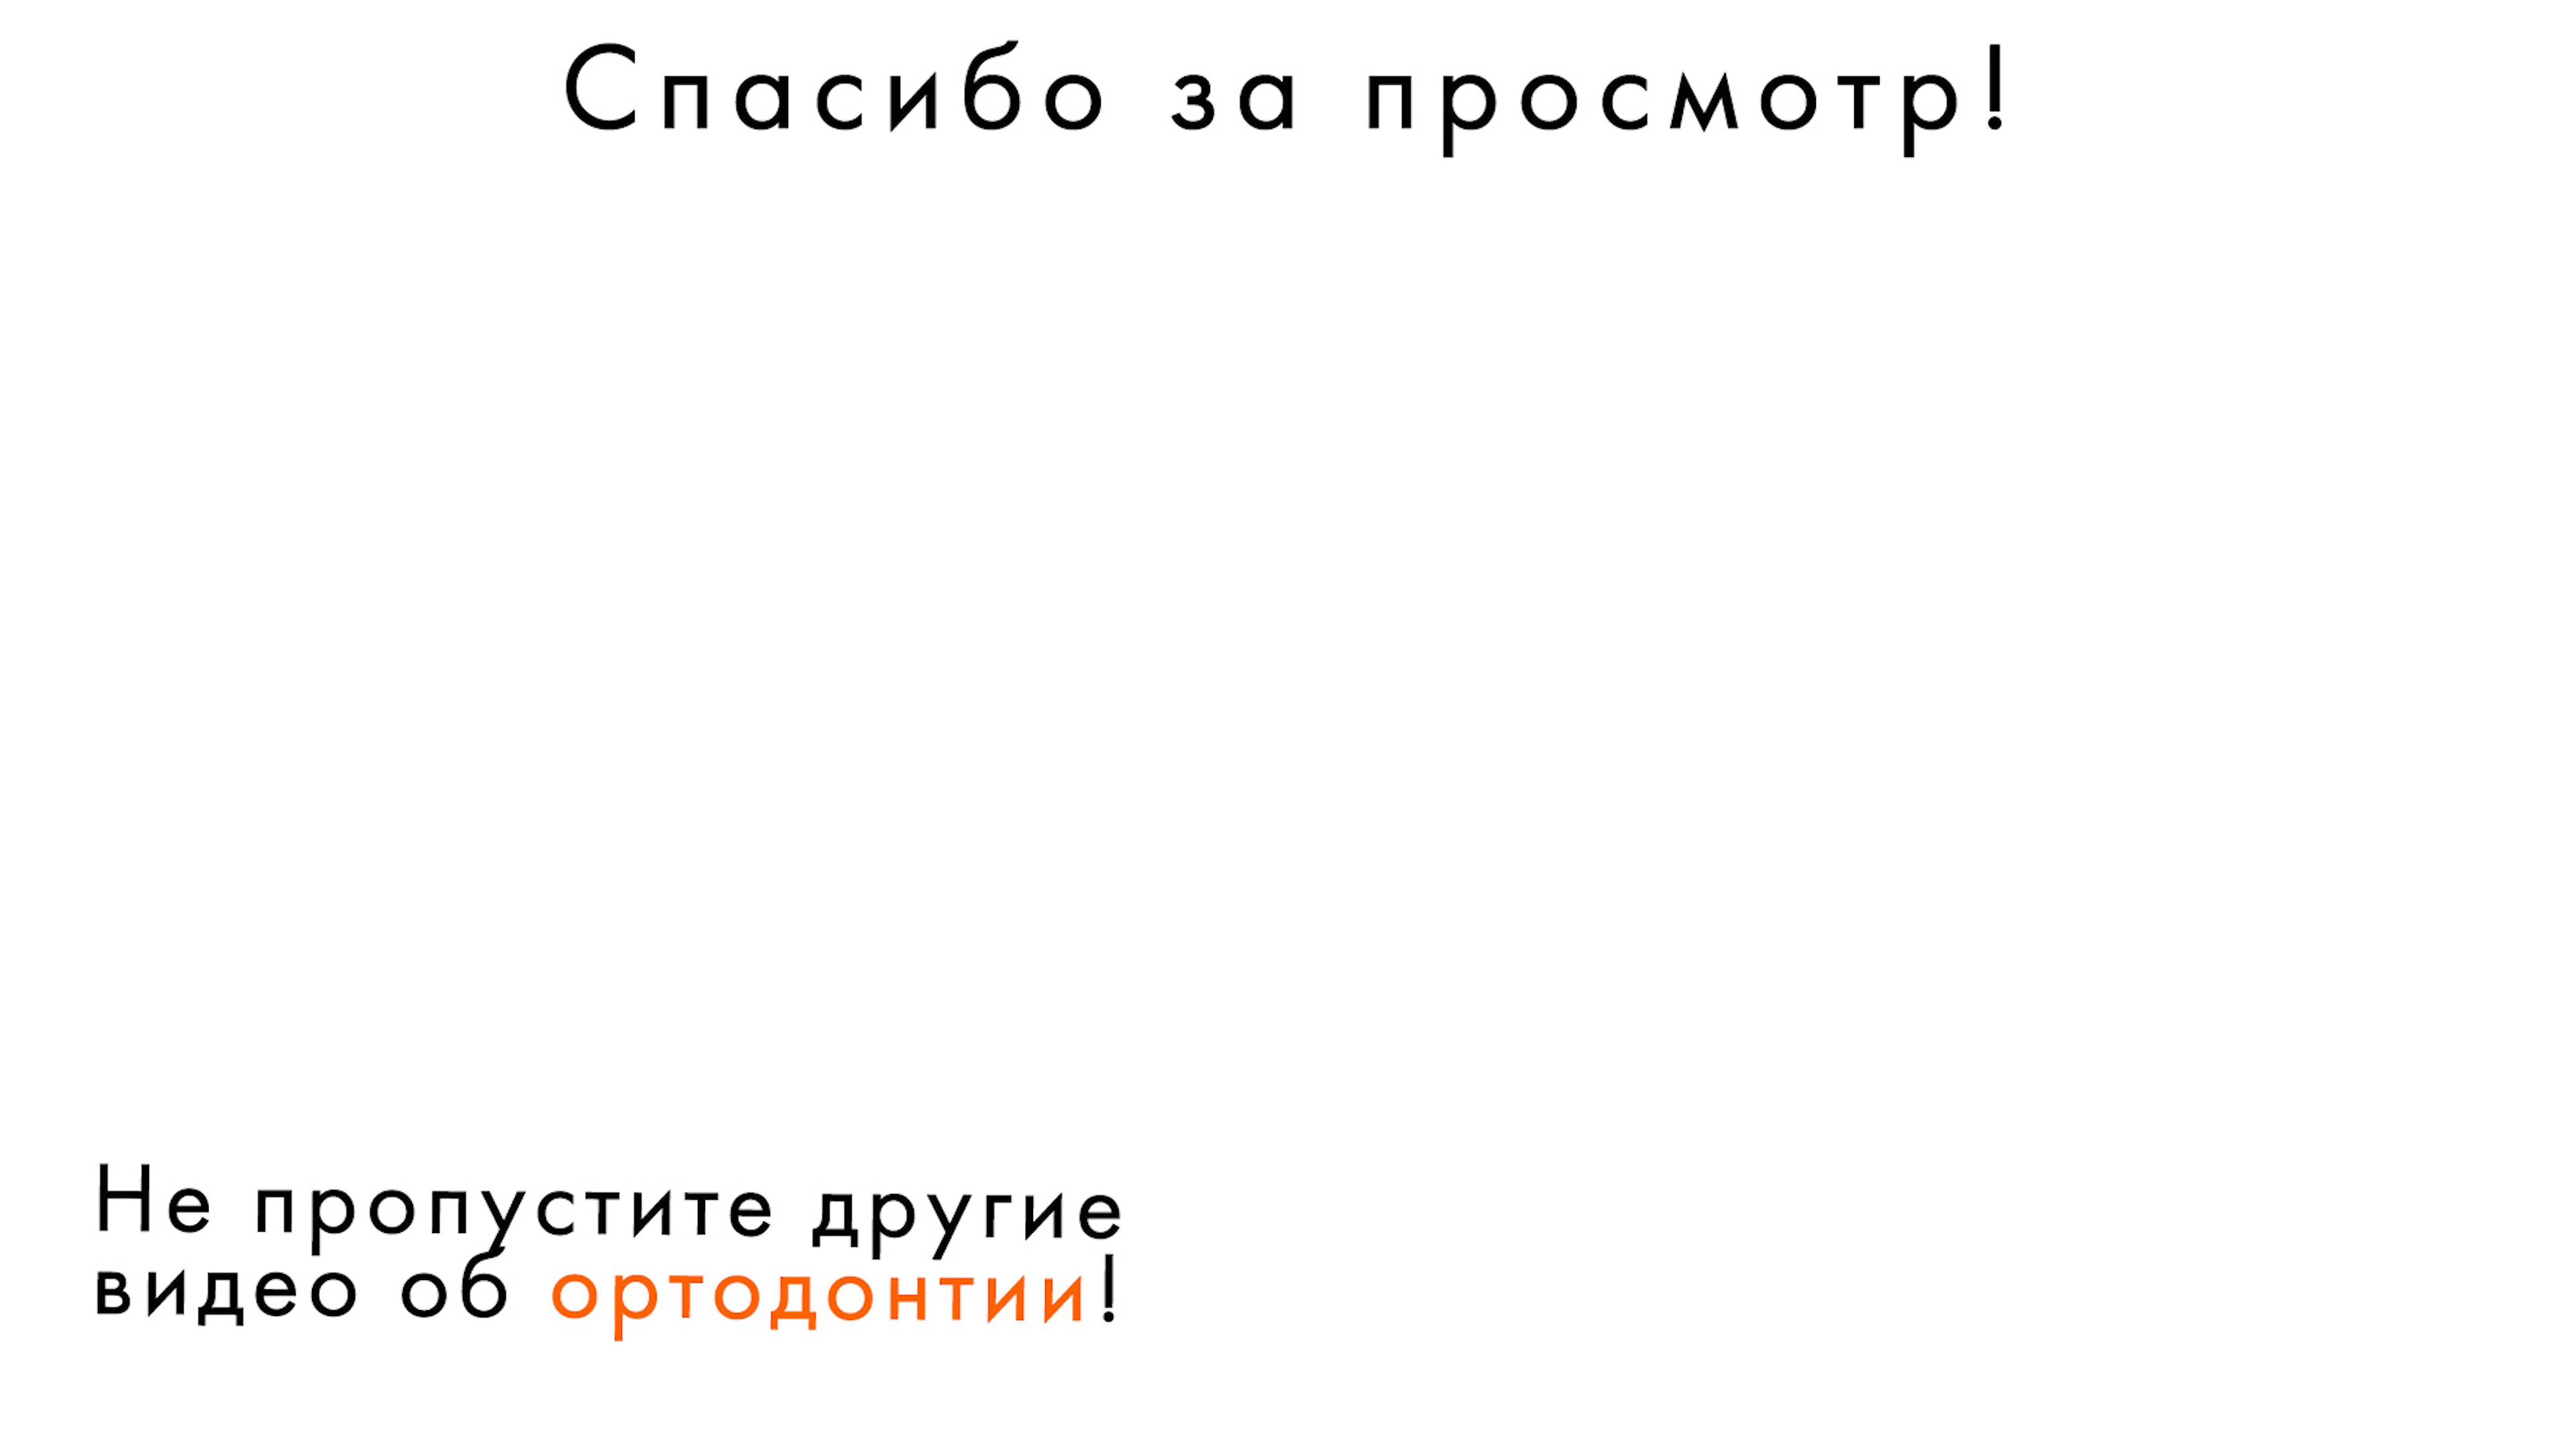 Спасибо за просмотр!
Не пропустите другие
видео об ортодонтии!